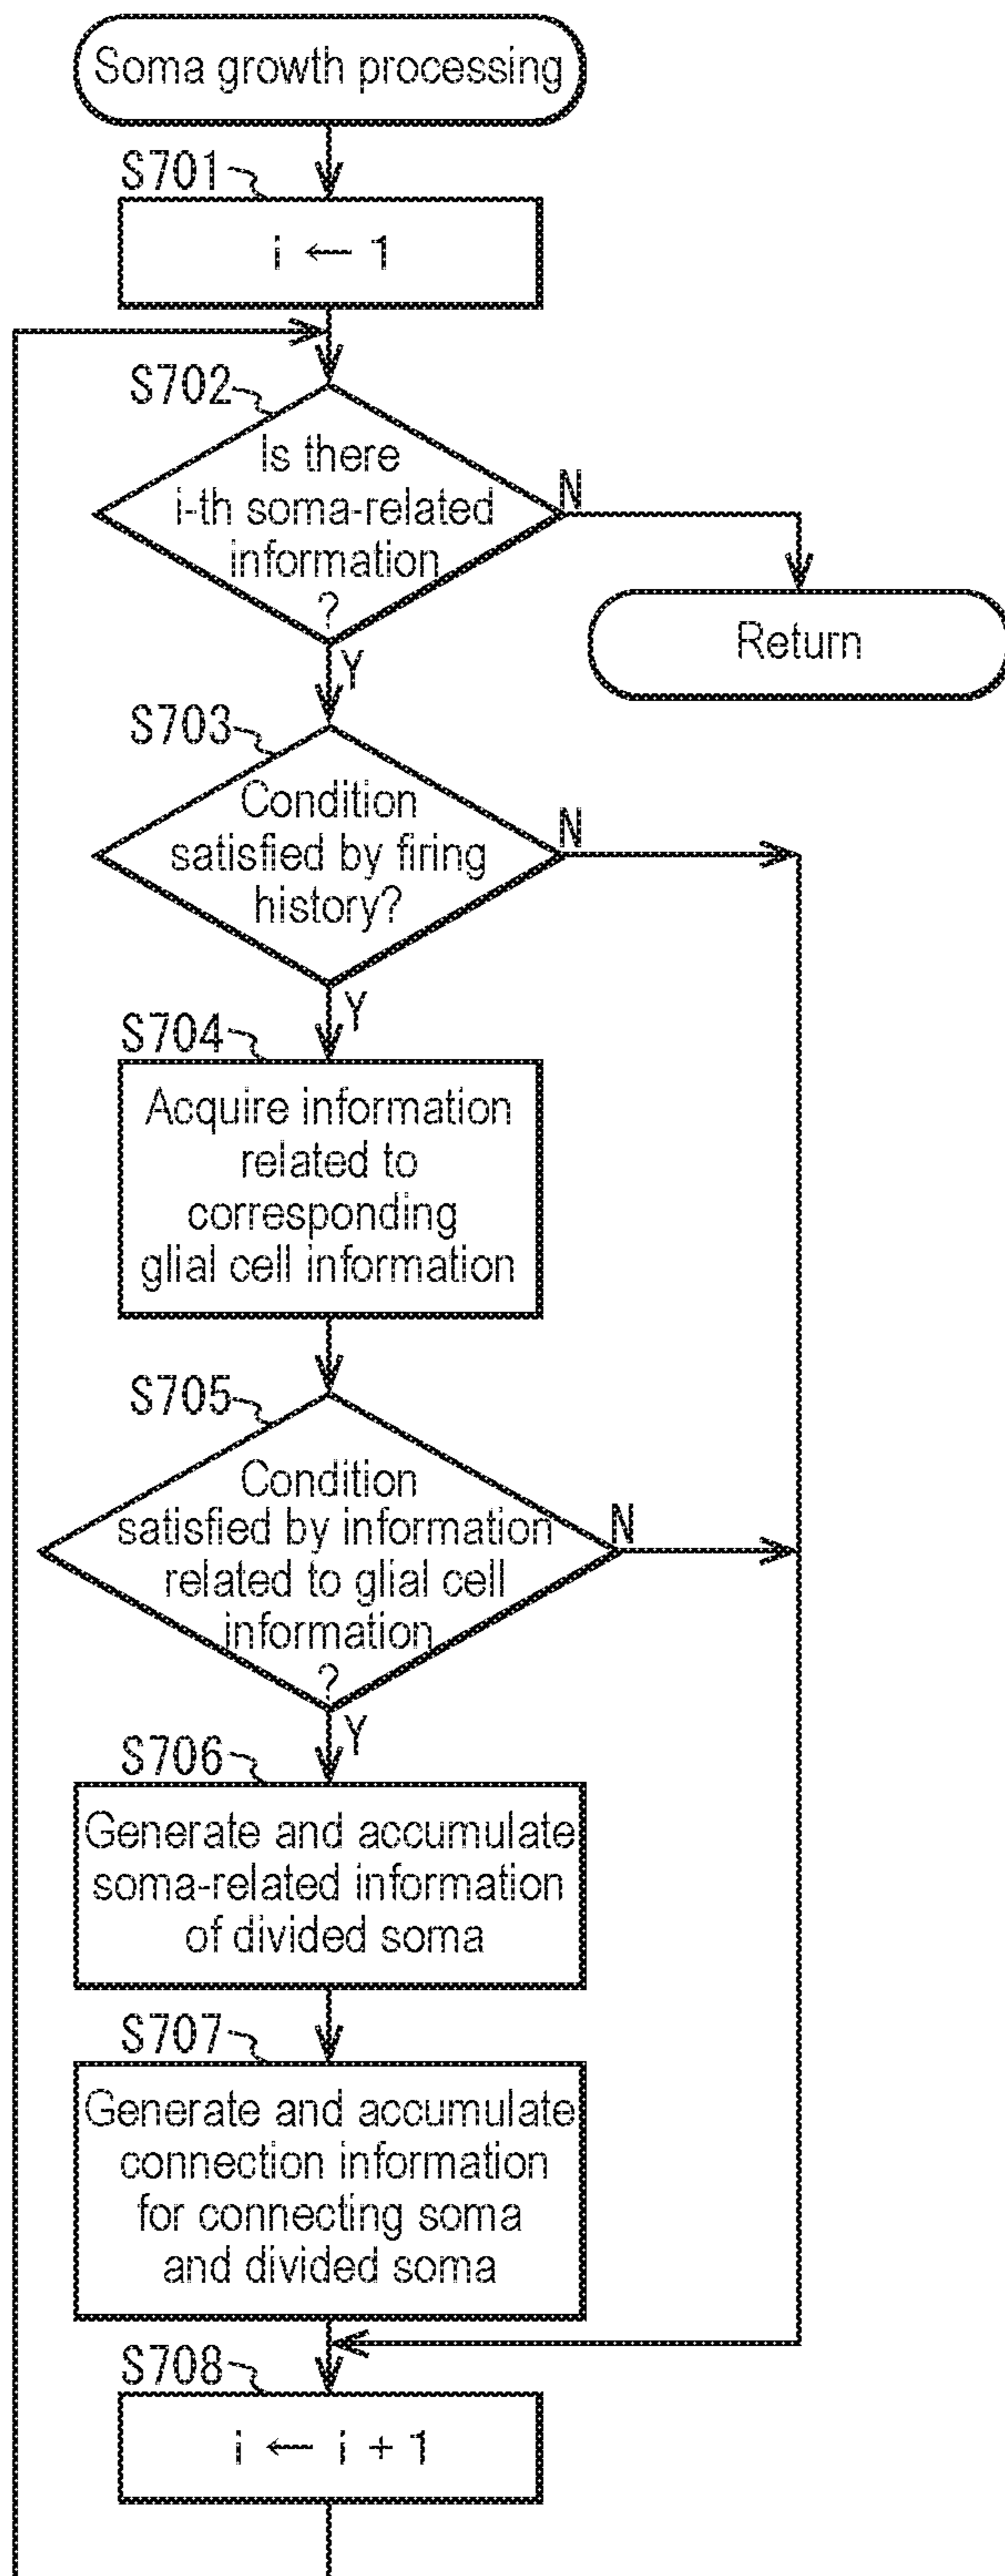 Soma growth processing
S701
i ← 1
S702
Is there
i-th soma-related
information
?
N
Y
Return
S703
Condition
satisfied by firing
history?
N
Y
S704
Acquire information
related to
corresponding
glial cell information
S705
Condition
satisfied by information
related to glial cell
information
?
N
Y
S706
Generate and accumulate
soma-related information
of divided soma
S707
Generate and accumulate
connection information
for connecting soma
and divided soma
S708
i ← i + 1